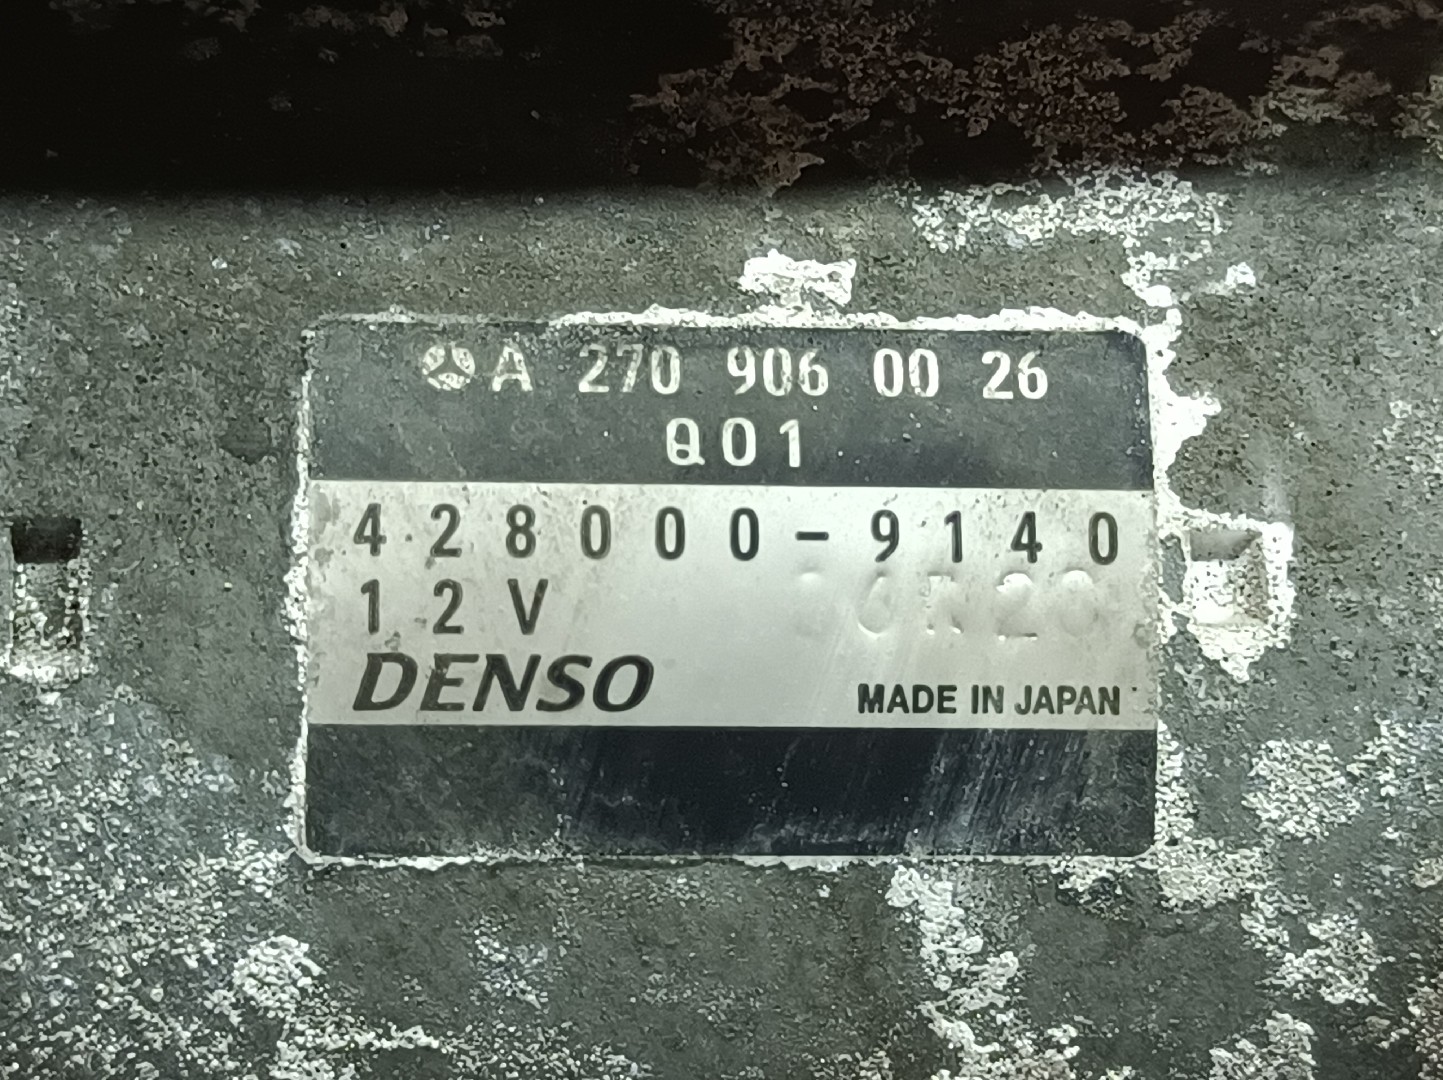 A 270 906 00 26
Q01
428000-9140
12V
DENSO
MADE IN JAPAN